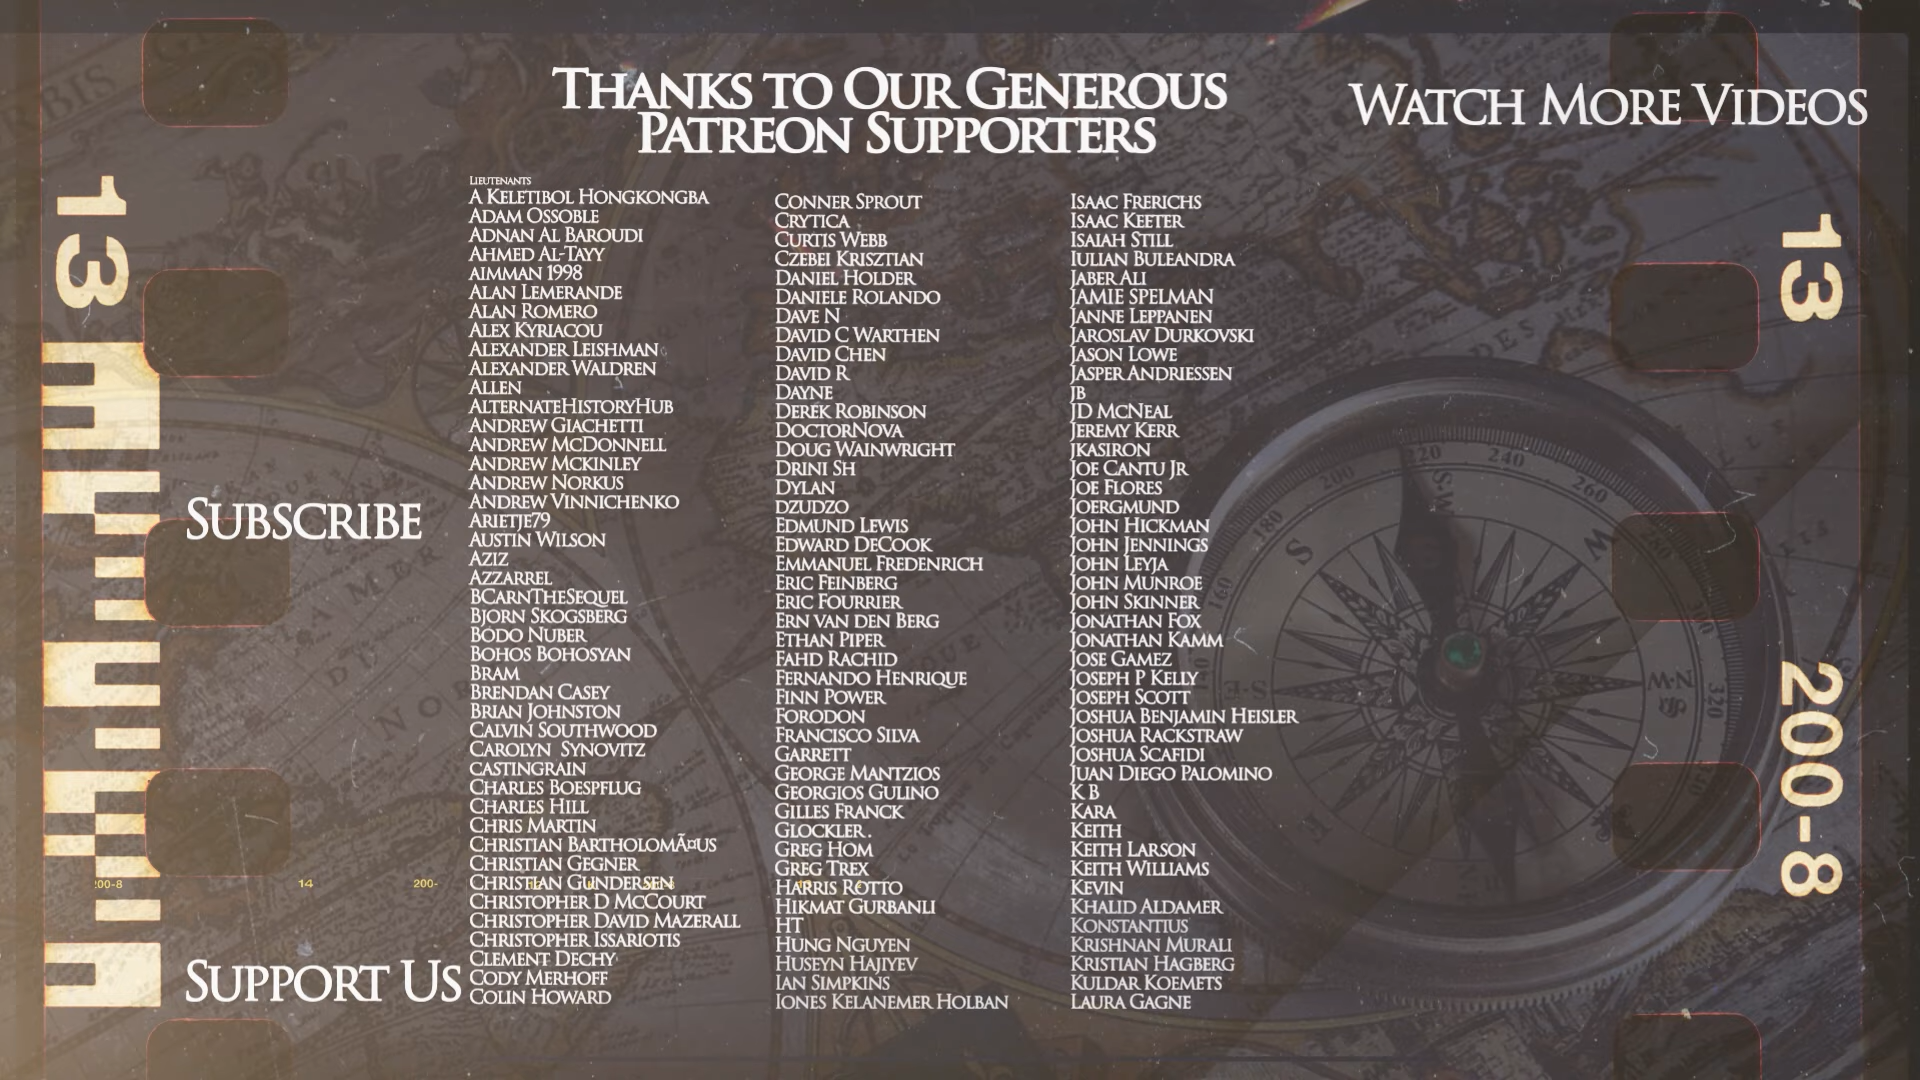 Thanks to Our Generous
Patreon Supporters
Watch More Videos
Lieutenants
A Keletibol Hongkongba
Adam Ossoble
Adnan Al Baroudi
Ahmed Al-Tayy
aimman 1998
Alan Lemerande
Alan Romero
Alex Kyriacou
Alexander Leishman
Alexander Waldren
Allen
AlternateHistoryHub
Andrew Giachetti
Andrew McDonnell
Andrew Mckinley
Andrew Norkus
Andrew Vinnichenko
Arietje79
Austin Wilson
Aziz
Azzarrel
BCarnTheSequel
Bjorn Skogsberg
Bodo Nuber
Bohos Bohosyan
Bram
Brendan Casey
Brian Johnston
Calvin Southwood
Carolyn Synovitz
castingrain
Charles Boespflug
Charles Hill
Chris Martin
Christian BartholomÃ¤us
Christian Gegner
Christian Gundersen
Christopher D McCourt
Christopher David Mazerall
Christopher Issariotis
Clement Dechy
Cody Merhoff
Colin Howard
Conner Sprout
Crytica
Curtis Webb
Czebei Krisztian
Daniel Holder
Daniele Rolando
Dave N
David C Warthen
David Chen
David R
Dayne
Derek Robinson
DoctorNova
Doug Wainwright
Drini Sh
Dylan
dzudzo
Edmund Lewis
Edward DeCook
Emmanuel Fredenrich
Eric Feinberg
Eric Fourrier
Ern van den Berg
Ethan Piper
Fahd Rachid
Fernando Henrique
Finn Power
Forodon
Francisco Silva
Garrett
George Mantzios
Georgios Gulino
Gilles Franck
Glockler .
Greg Hom
Greg Trex
Harris Rotto
Hikmat Gurbanli
HT
Hung Nguyen
Huseyn Hajiyev
Ian Simpkins
Iones Kelanemer Holban
Isaac Frerichs
Isaac Keeter
Isaiah Still
Iulian Buleandra
Jaber Ali
JAMIE SPELMAN
Janne Leppanen
Jaroslav Durkovski
Jason Lowe
Jasper Andriessen
JB
JD McNeal
Jeremy Kerr
jkasiron
Joe Cantu Jr
Joe Flores
Joergmund
John Hickman
John Jennings
John Leyja
John Munroe
John Skinner
Jonathan Fox
Jonathan Kamm
Jose Gamez
Joseph P Kelly
Joseph Scott
Joshua Benjamin Heisler
Joshua Rackstraw
Joshua Scafidi
Juan Diego Palomino
K B
Kara
Keith
Keith Larson
Keith Williams
Kevin
Khalid Aldamer
Konstantius
Krishnan Murali
Kristian Hagberg
Kuldar Koemets
Laura Gagne
Subscribe
Support Us
13
13
200-8
200-8
14
200-
180
200
220
240
260
S
SW
W
320